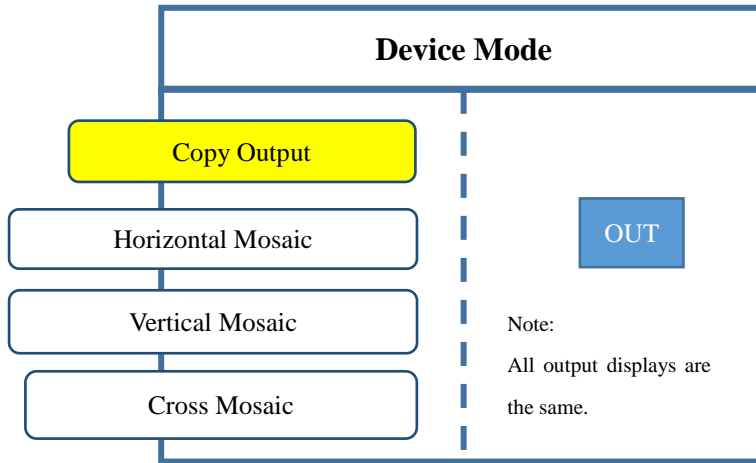 Device Mode
Copy Output
Horizontal Mosaic
Vertical Mosaic
Cross Mosaic
OUT
Note:
All output displays are
the same.